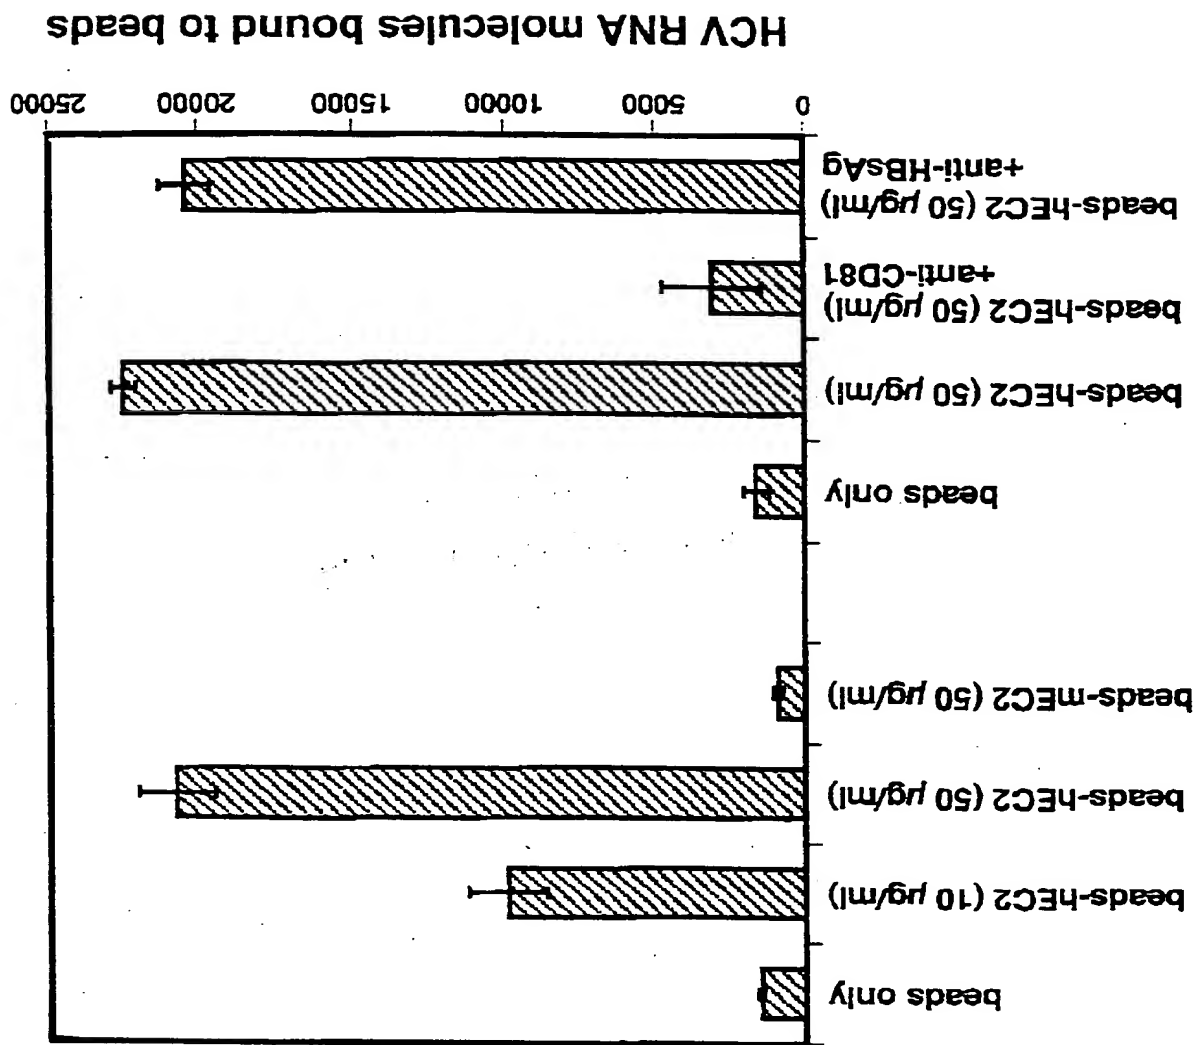 beads only
beads-hEC2 (10 µg/ml)
beads-hEC2 (50 µg/ml)
beads-mEC2 (50 µg/ml)
beads only
beads-hEC2 (50 µg/ml)
beads-hEC2 (50 µg/ml)
+anti-CD81
beads-hEC2 (50 µg/ml)
+anti-HBsAg
0 5000 10000 15000 20000 25000
HCV RNA molecules bound to beads